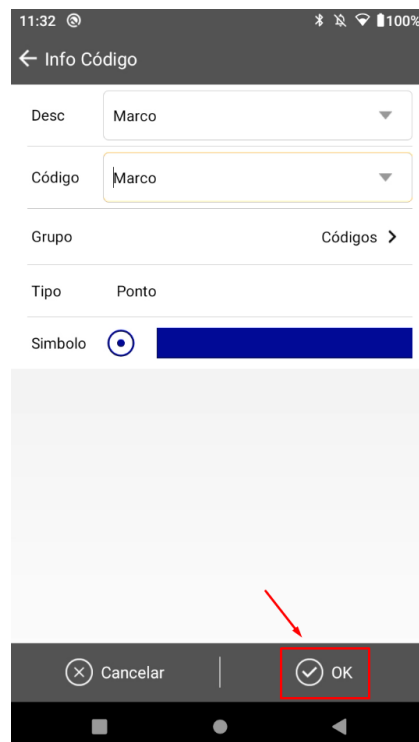 11:32 100%
Info Código
Desc Marco
Código Marco
Grupo Códigos
Tipo Ponto
Simbolo
Cancelar OK